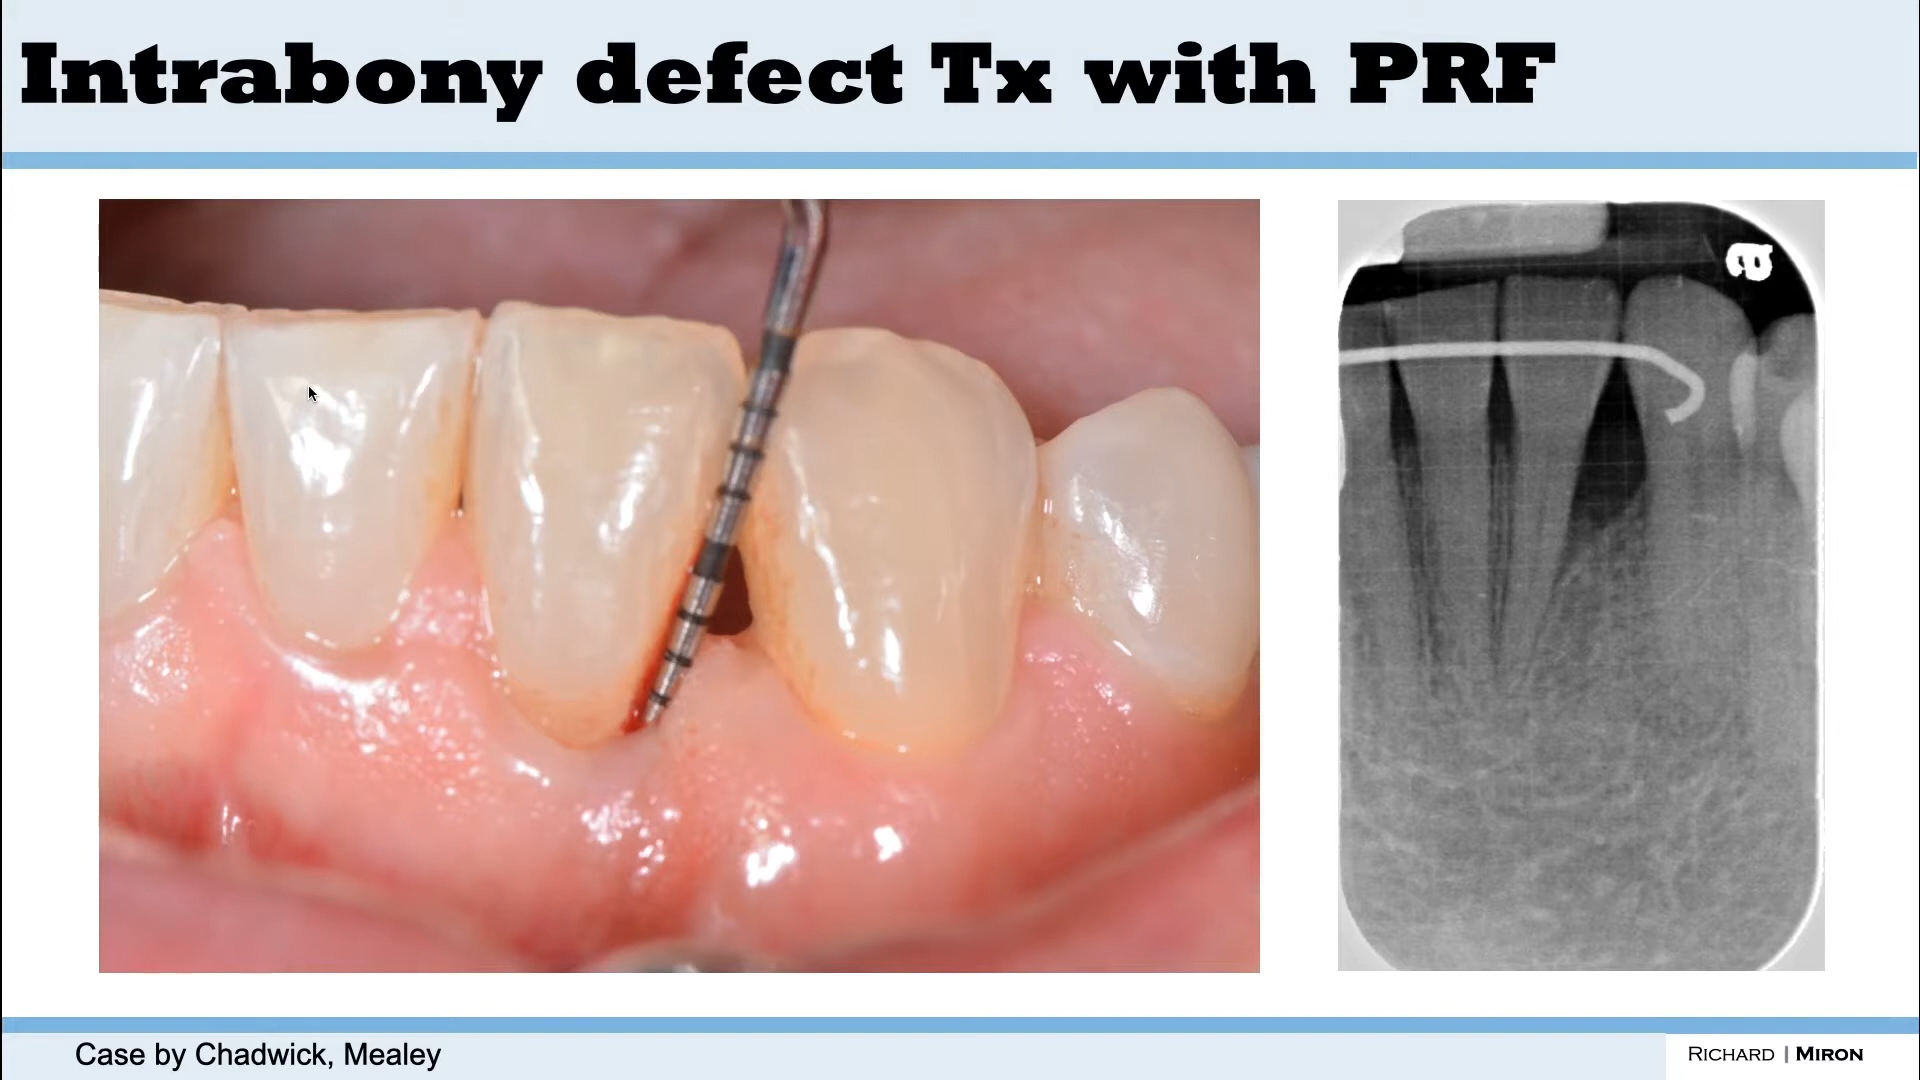 Intrabony defect Tx with PRF
Case by Chadwick, Mealey
RICHARD | MIRON